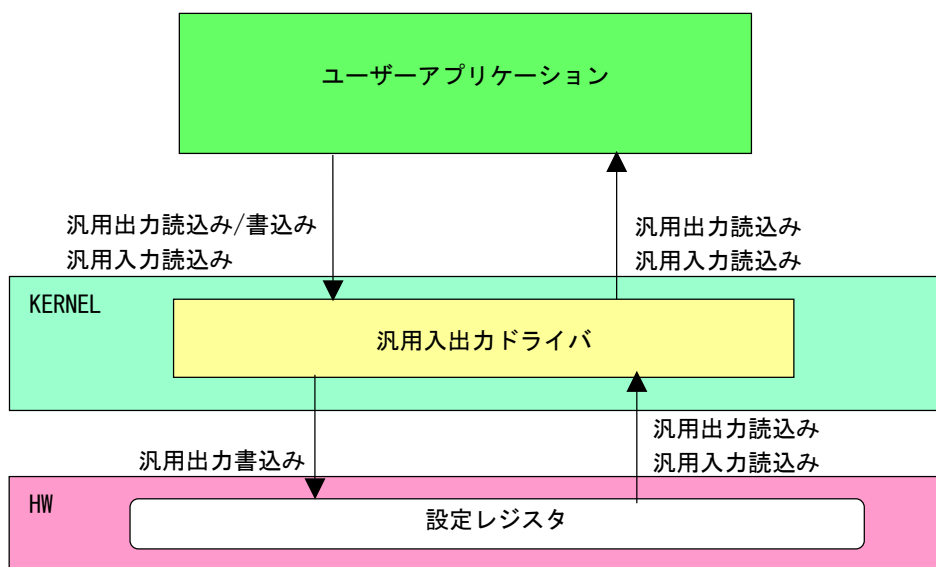 ユーザーアプリケーション
汎用出力読込み/書込み
汎用入力読込み
汎用出力読込み
汎用入力読込み
KERNEL
汎用入出力ドライバ
汎用出力書込み
汎用出力読込み
汎用入力読込み
HW
設定レジスタ